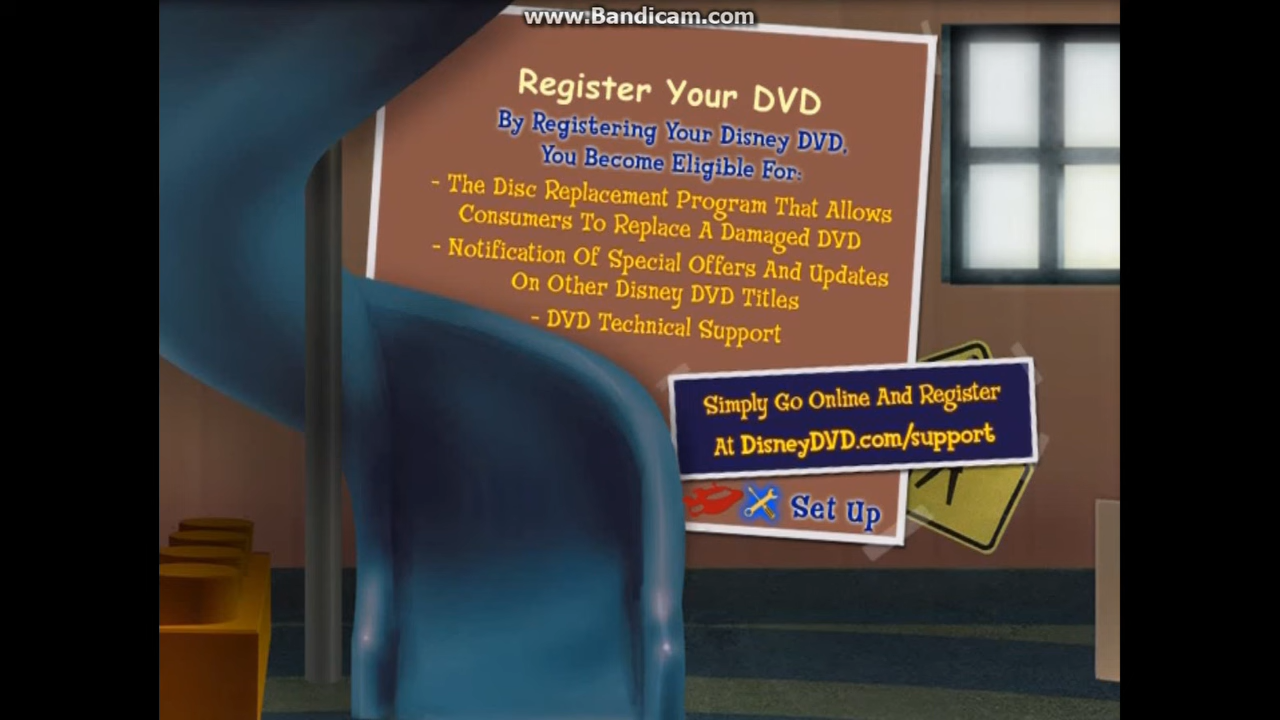 www.Bandicam.com
Register Your DVD
By Registering Your Disney DVD,
You Become Eligible For:
- The Disc Replacement Program That Allows
Consumers To Replace A Damaged DVD
- Notification Of Special Offers And Updates
On Other Disney DVD Titles
- DVD Technical Support
Simply Go Online And Register
At DisneyDVD.com/support
Set Up